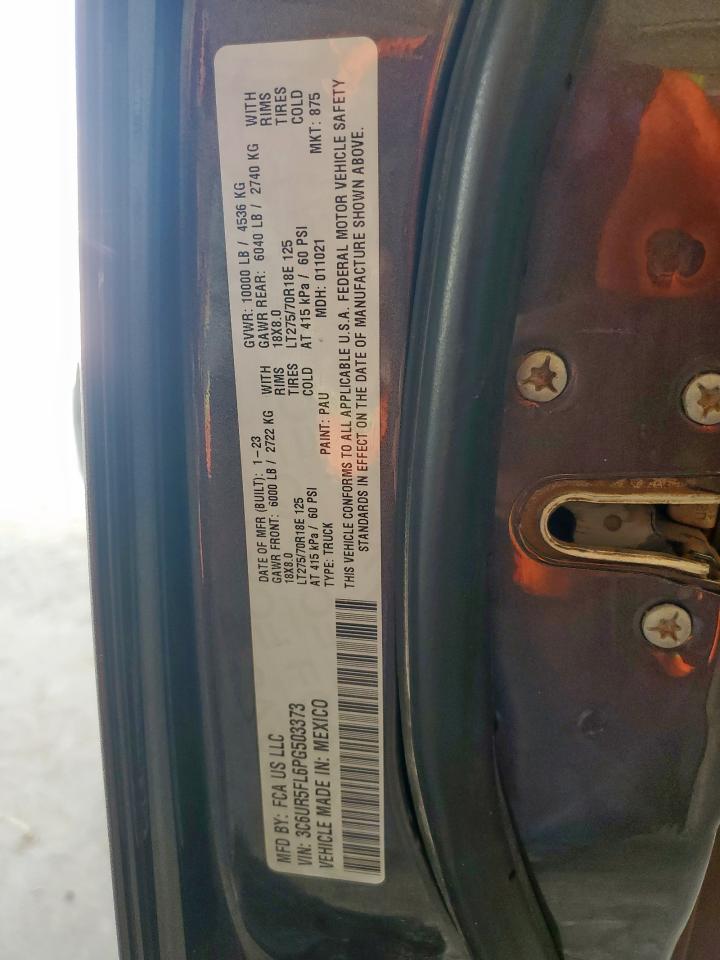 MFD BY: FCA US LLC
VIN: 3C6UR5FL6PG503373
VEHICLE MADE IN: MEXICO
DATE OF MFR (BUILT): 1-23
GVWR: 10000 LB / 4536 KG
GAWR FRONT: 6000 LB / 2722 KG WITH
GAWR REAR: 6040 LB / 2740 KG WITH
18X8.0 RIMS
18X8.0 RIMS
LT275/70R18E 125 TIRES
LT275/70R18E 125 TIRES
AT 415 kPa / 60 PSI COLD
AT 415 kPa / 60 PSI COLD
TYPE: TRUCK PAINT: PAU MDH: 011021 MKT: 875
THIS VEHICLE CONFORMS TO ALL APPLICABLE U.S.A. FEDERAL MOTOR VEHICLE SAFETY
STANDARDS IN EFFECT ON THE DATE OF MANUFACTURE SHOWN ABOVE.